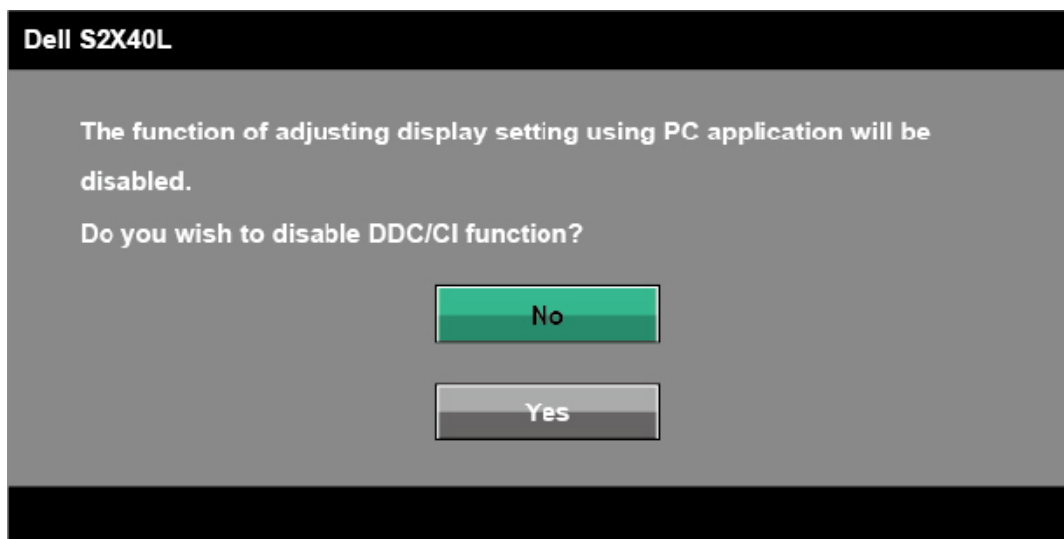 Dell S2X40L
The function of adjusting display setting using PC application will be
disabled.
Do you wish to disable DDC/CI function?
No
Yes